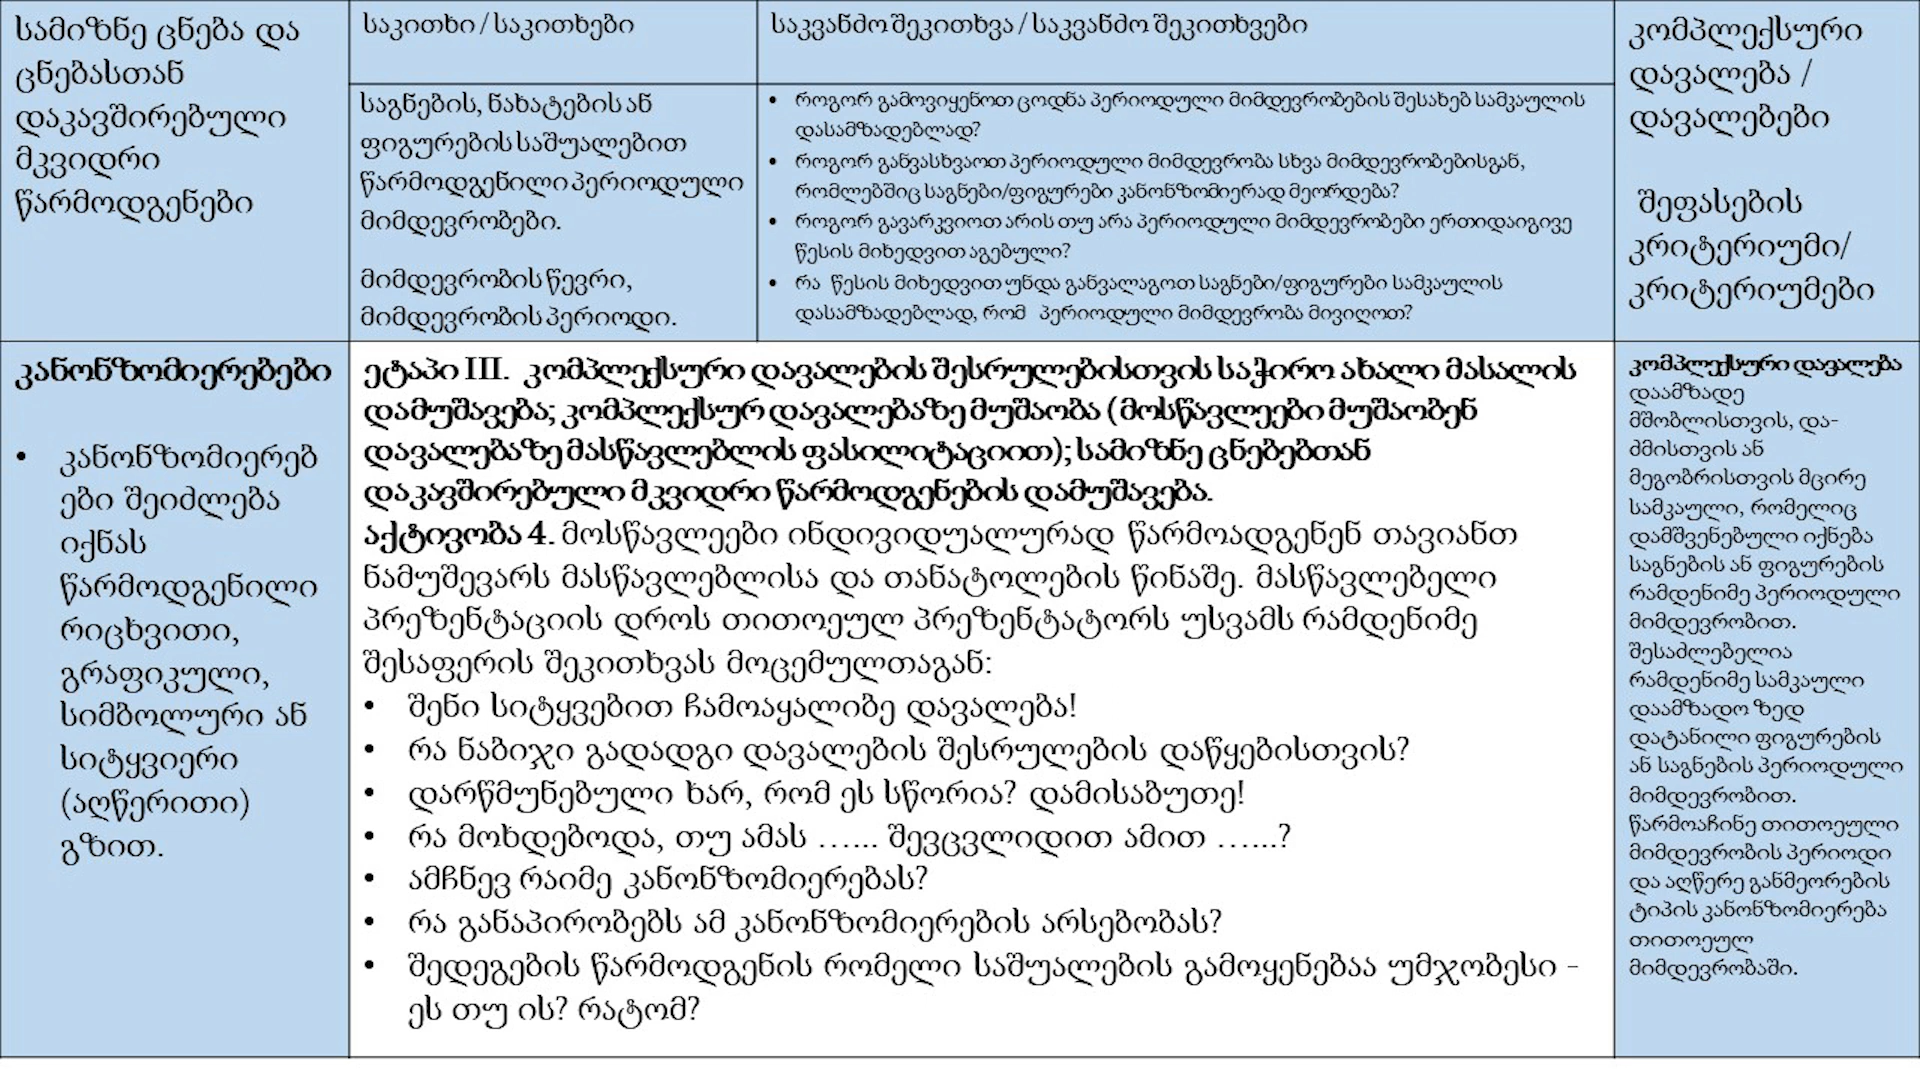 სამიზნე ცნება და
ცნებასთან
დაკავშირებული
მკვიდრი
წარმოდგენები
საკითხი / საკითხები
საკვანძო შეკითხვა / საკვანძო შეკითხვები
კომპლექსური
დავალება /
დავალებები
შეფასების
კრიტერიუმი/
კრიტერიუმები
საგნების, ნახატების ან
ფიგურების საშუალებით
წარმოდგენილი პერიოდული
მიმდევრობები.
მიმდევრობის წევრი,
მიმდევრობის პერიოდი.
• როგორ გამოვიყენოთ ცოდნა პერიოდული მიმდევრობების შესახებ სამკაულის
დასამზადებლად?
• როგორ განვასხვაოთ პერიოდული მიმდევრობა სხვა მიმდევრობებისგან,
რომლებშიც საგნები/ფიგურები კანონზომიერად მეორდება?
• როგორ გავარკვიოთ არის თუ არა პერიოდული მიმდევრობები ერთიდაიგივე
წესის მიხედვით აგებული?
• რა წესის მიხედვით უნდა განვალაგოთ საგნები/ფიგურები სამკაულის
დასამზადებლად, რომ პერიოდული მიმდევრობა მივიღოთ?
კანონზომიერებები
• კანონზომიერებ
ები შეიძლება
იქნას
წარმოდგენილი
რიცხვითი,
გრაფიკული,
სიმბოლური ან
სიტყვიერი
(აღწერითი)
გზით.
ეტაპი III. კომპლექსური დავალების შესრულებისთვის საჭირო ახალი მასალის
დამუშავება; კომპლექსურ დავალებაზე მუშაობა (მოსწავლეები მუშაობენ
დავალებაზე მასწავლებლის ფასილიტაციით); სამიზნე ცნებებთან
დაკავშირებული მკვიდრი წარმოდგენების დამუშავება.
აქტივობა 4. მოსწავლეები ინდივიდუალურად წარმოადგენენ თავიანთ
ნამუშევარს მასწავლებლისა და თანატოლების წინაშე. მასწავლებელი
პრეზენტაციის დროს თითოეულ პრეზენტატორს უსვამს რამდენიმე
შესაფერის შეკითხვას მოცემულთაგან:
• შენი სიტყვებით ჩამოაყალიბე დავალება!
• რა ნაბიჯი გადადგი დავალების შესრულების დაწყებისთვის?
• დარწმუნებული ხარ, რომ ეს სწორია? დამისაბუთე!
• რა მოხდებოდა, თუ ამას …... შევცვლიდით ამით …...?
• ამჩნევ რაიმე კანონზომიერებას?
• რა განაპირობებს ამ კანონზომიერების არსებობას?
• შედეგების წარმოდგენის რომელი საშუალების გამოყენებაა უმჯობესი -
ეს თუ ის? რატომ?
კომპლექსური დავალება
დაამზადე
მშობლისთვის, და-
ძმისთვის ან
მეგობრისთვის მცირე
სამკაული, რომელიც
დამშვენებული იქნება
საგნების ან ფიგურების
რამდენიმე პერიოდული
მიმდევრობით.
შესაძლებელია
რამდენიმე სამკაული
დაამზადო ზედ
დატანილი ფიგურების
ან საგნების პერიოდული
მიმდევრობით.
წარმოაჩინე თითოეული
მიმდევრობის პერიოდი
და აღწერე განმეორების
ტიპის კანონზომიერება
თითოეულ
მიმდევრობაში.